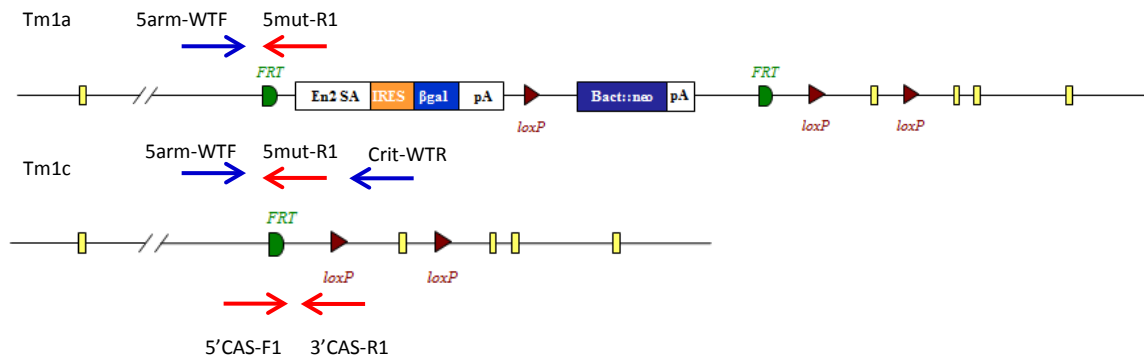 Tm1a 5arm-WTF 5mut-R1
FRT FRT
En2 SA IRES βgal pA Bact::neo pA
loxP loxP loxP
5arm-WTF 5mut-R1 Crit-WTR
Tm1c
FRT
loxP loxP
5'CAS-F1 3'CAS-R1